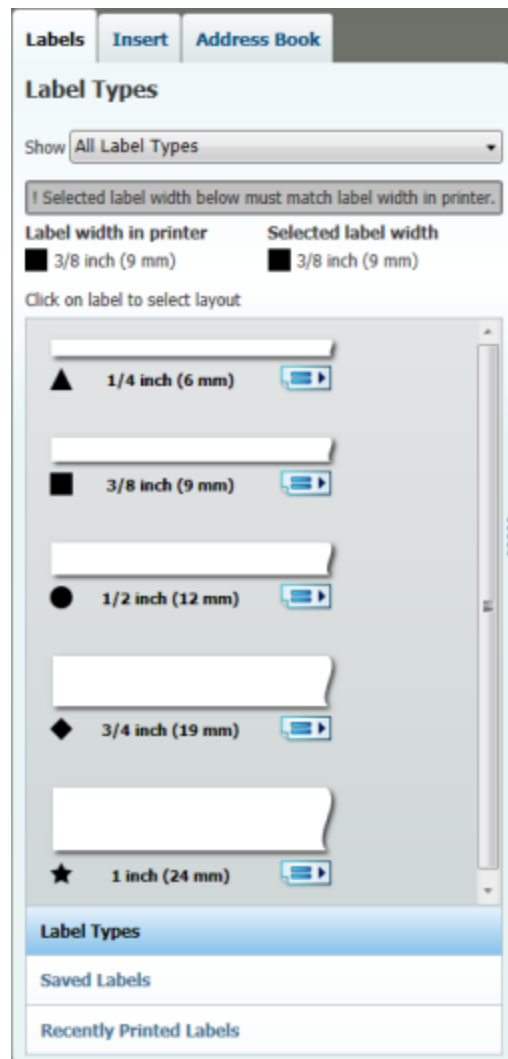 Labels Insert Address Book
Label Types
Show All Label Types
! Selected label width below must match label width in printer.
Label width in printer Selected label width
3/8 inch (9 mm) 3/8 inch (9 mm)
Click on label to select layout
1/4 inch (6 mm)
3/8 inch (9 mm)
1/2 inch (12 mm)
3/4 inch (19 mm)
1 inch (24 mm)
Label Types
Saved Labels
Recently Printed Labels